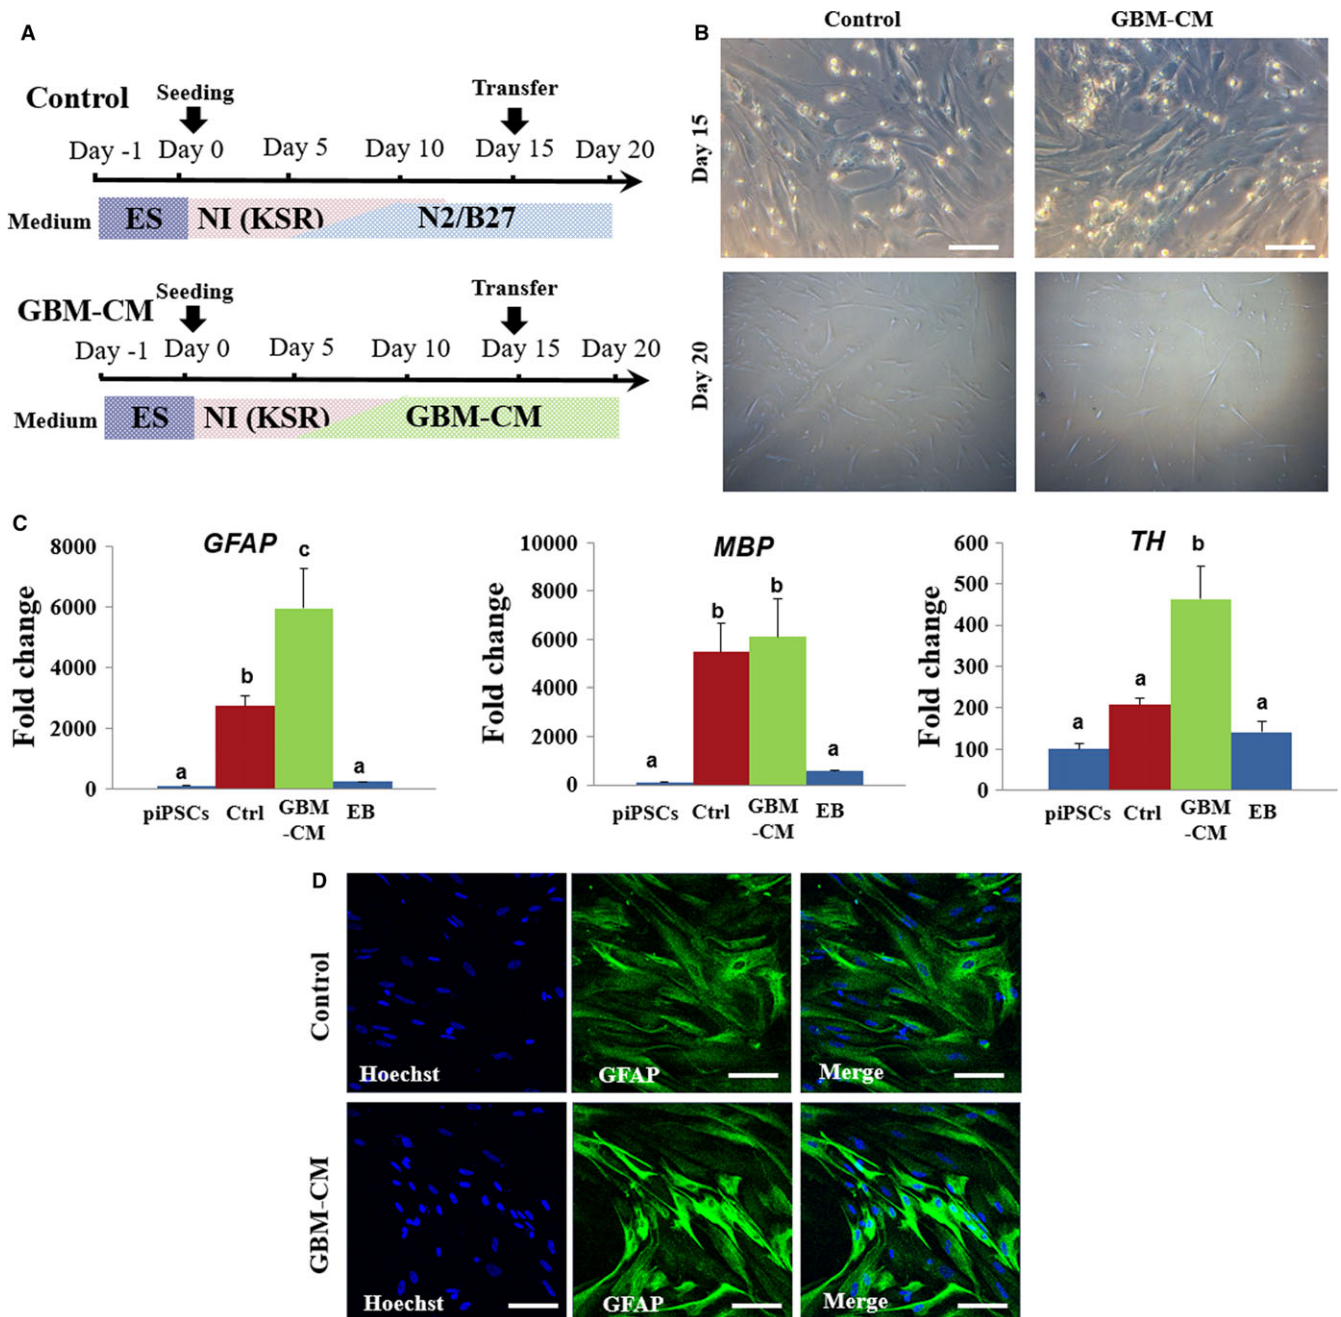 A
Control
Seeding
Transfer
Day -1 Day 0 Day 5 Day 10 Day 15 Day 20
Medium ES NI (KSR) N2/B27
GBM-CM
Seeding
Transfer
Day -1 Day 0 Day 5 Day 10 Day 15 Day 20
Medium ES NI (KSR) GBM-CM
B
Control GBM-CM
Day 15
Day 20
C
GFAP
Fold change
8000
6000
4000
2000
0
a
b
c
a
piPSCs Ctrl GBM EB
-CM
MBP
Fold change
10000
8000
6000
4000
2000
0
a
b
b
a
piPSCs Ctrl GBM EB
-CM
TH
Fold change
600
500
400
300
200
100
0
a
a
b
a
piPSCs Ctrl GBM EB
-CM
D
Control
Hoechst GFAP Merge
GBM-CM
Hoechst GFAP Merge